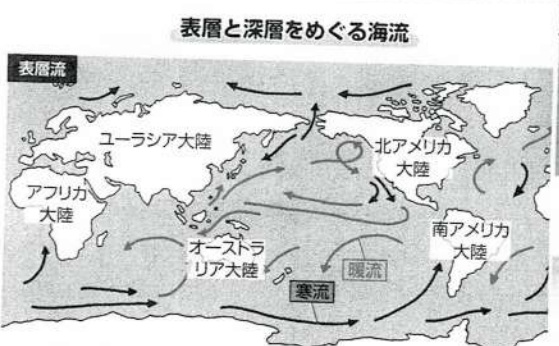 表層と深層をめぐる海流
表層流
ユーラシア大陸
北アメリカ
大陸
アフリカ
大陸
オーストラ
リア大陸
南アメリカ
大陸
暖流
寒流